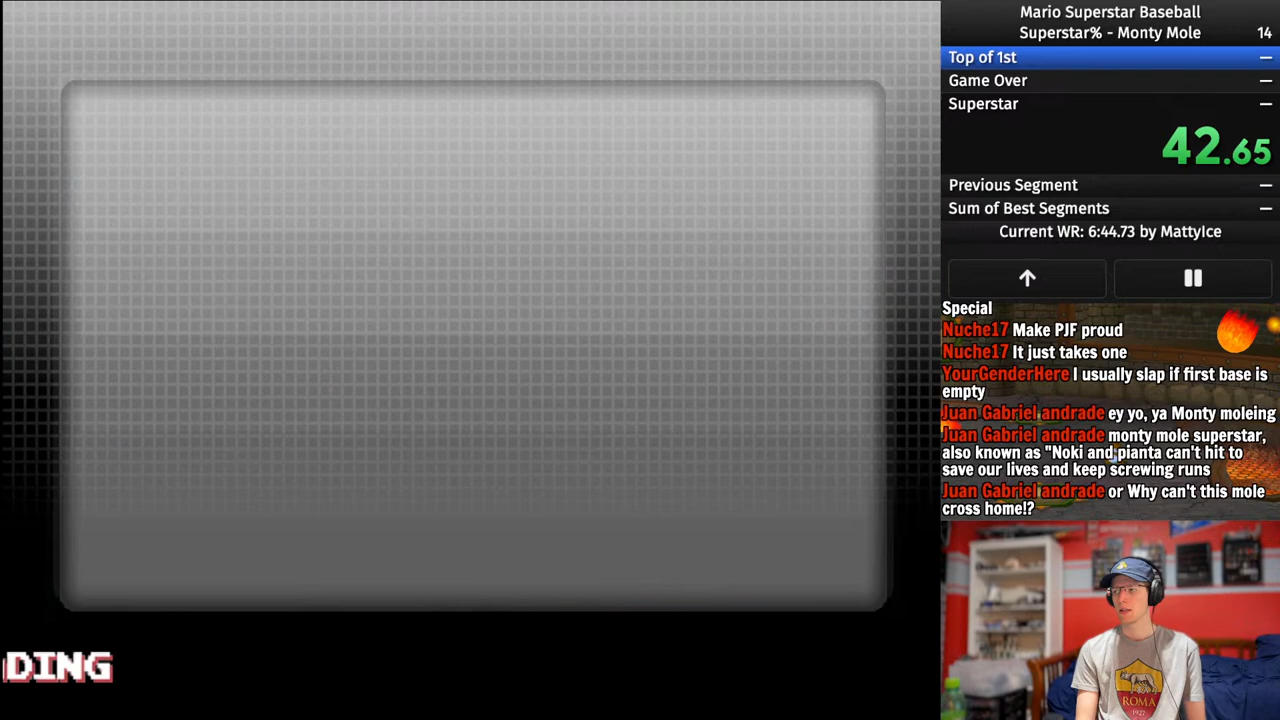 Mario Superstar Baseball
Superstar% - Monty Mole 14
Top of 1st —
Game Over —
Superstar —
42.65
Previous Segment —
Sum of Best Segments —
Current WR: 6:44.73 by MattyIce
Special
Nuche17 Make PJF proud
Nuche17 It just takes one
YourGenderHere I usually slap if first base is
empty
Juan Gabriel andrade ey yo, ya Monty moleing
Juan Gabriel andrade monty mole superstar,
also known as "Noki and pianta can't hit to
save our lives and keep screwing runs
Juan Gabriel andrade or Why can't this mole
cross home!?
DING
ROMA
1927